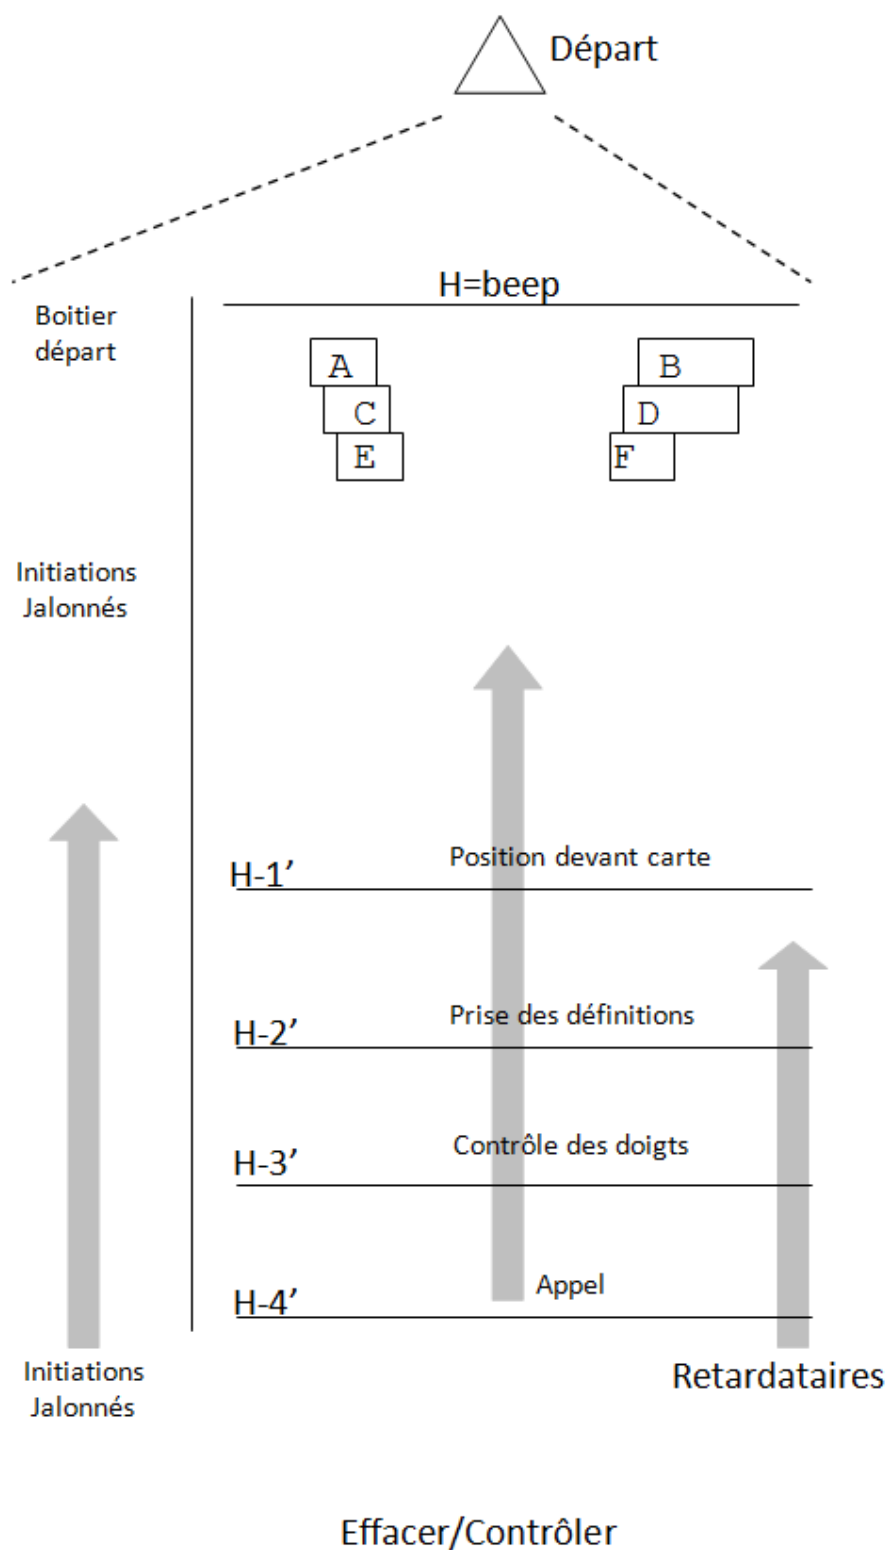 Départ
H=beep
Boitier
départ
A
B
C
D
E
F
Initiations
Jalonnés
Position devant carte
H-1’
Prise des définitions
H-2’
Contrôle des doigts
H-3’
Appel
H-4’
Initiations
Jalonnés
Retardataires
Effacer/Contrôler